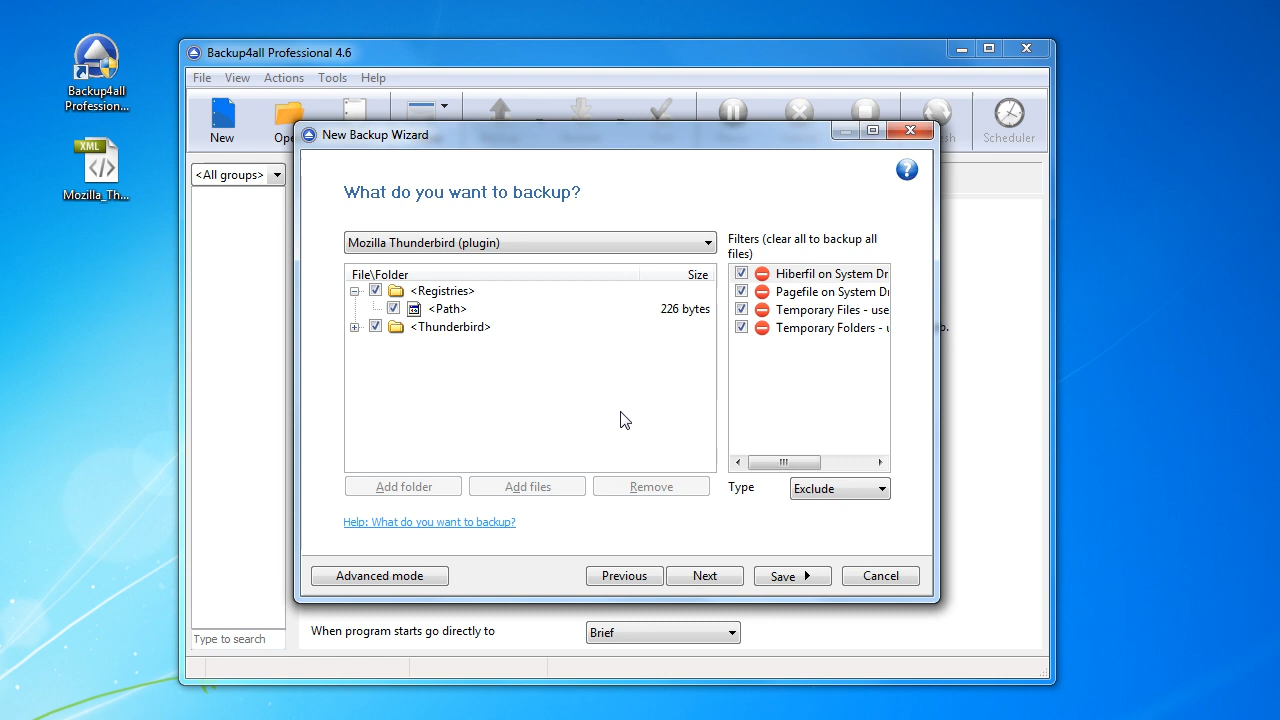 Backup4all Professional 4.6
File View Actions Tools Help
New
Scheduler
Backup4all
Profession...
XML
Mozilla_Th...
<All groups>
New Backup Wizard
What do you want to backup?
Mozilla Thunderbird (plugin)
File\Folder Size
<Registries>
<Path> 226 bytes
<Thunderbird>
Filters (clear all to backup all
files)
Hiberfil on System Dr
Pagefile on System Dr
Temporary Files - use
Temporary Folders - u
Add folder Add files Remove
Type Exclude
Help: What do you want to backup?
Advanced mode Previous Next Save Cancel
When program starts go directly to Brief
Type to search